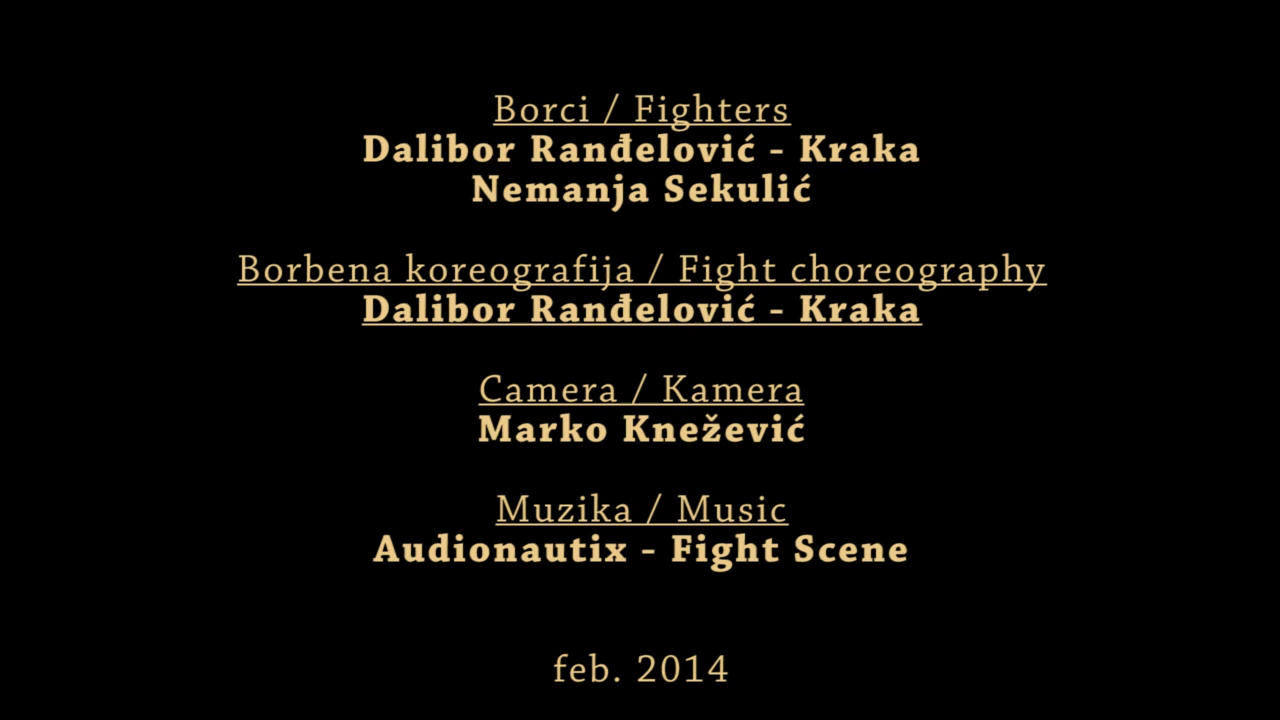 Borci / Fighters
Dalibor Ranđelović - Kraka
Nemanja Sekulić
Borbena koreografija / Fight choreography
Dalibor Ranđelović - Kraka
Camera / Kamera
Marko Knežević
Muzika / Music
Audionautix - Fight Scene
feb. 2014